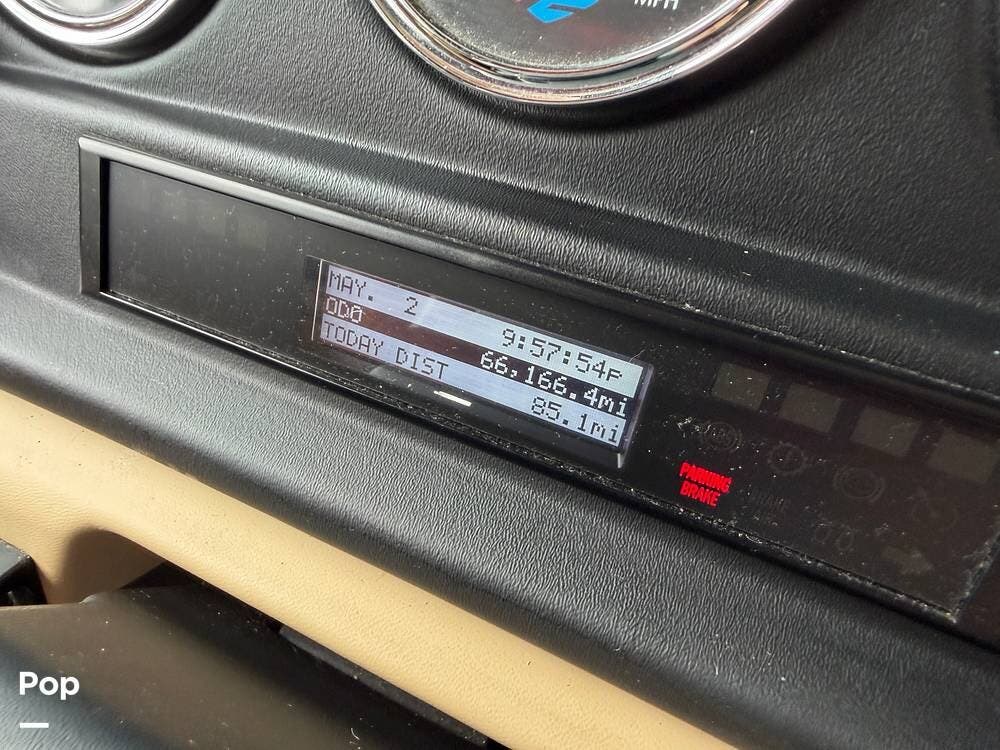 MPH
MAY. 2 9:57:54P
ODO 66,166.4mi
TODAY DIST 85.1mi
PARKING
BRAKE
Pop